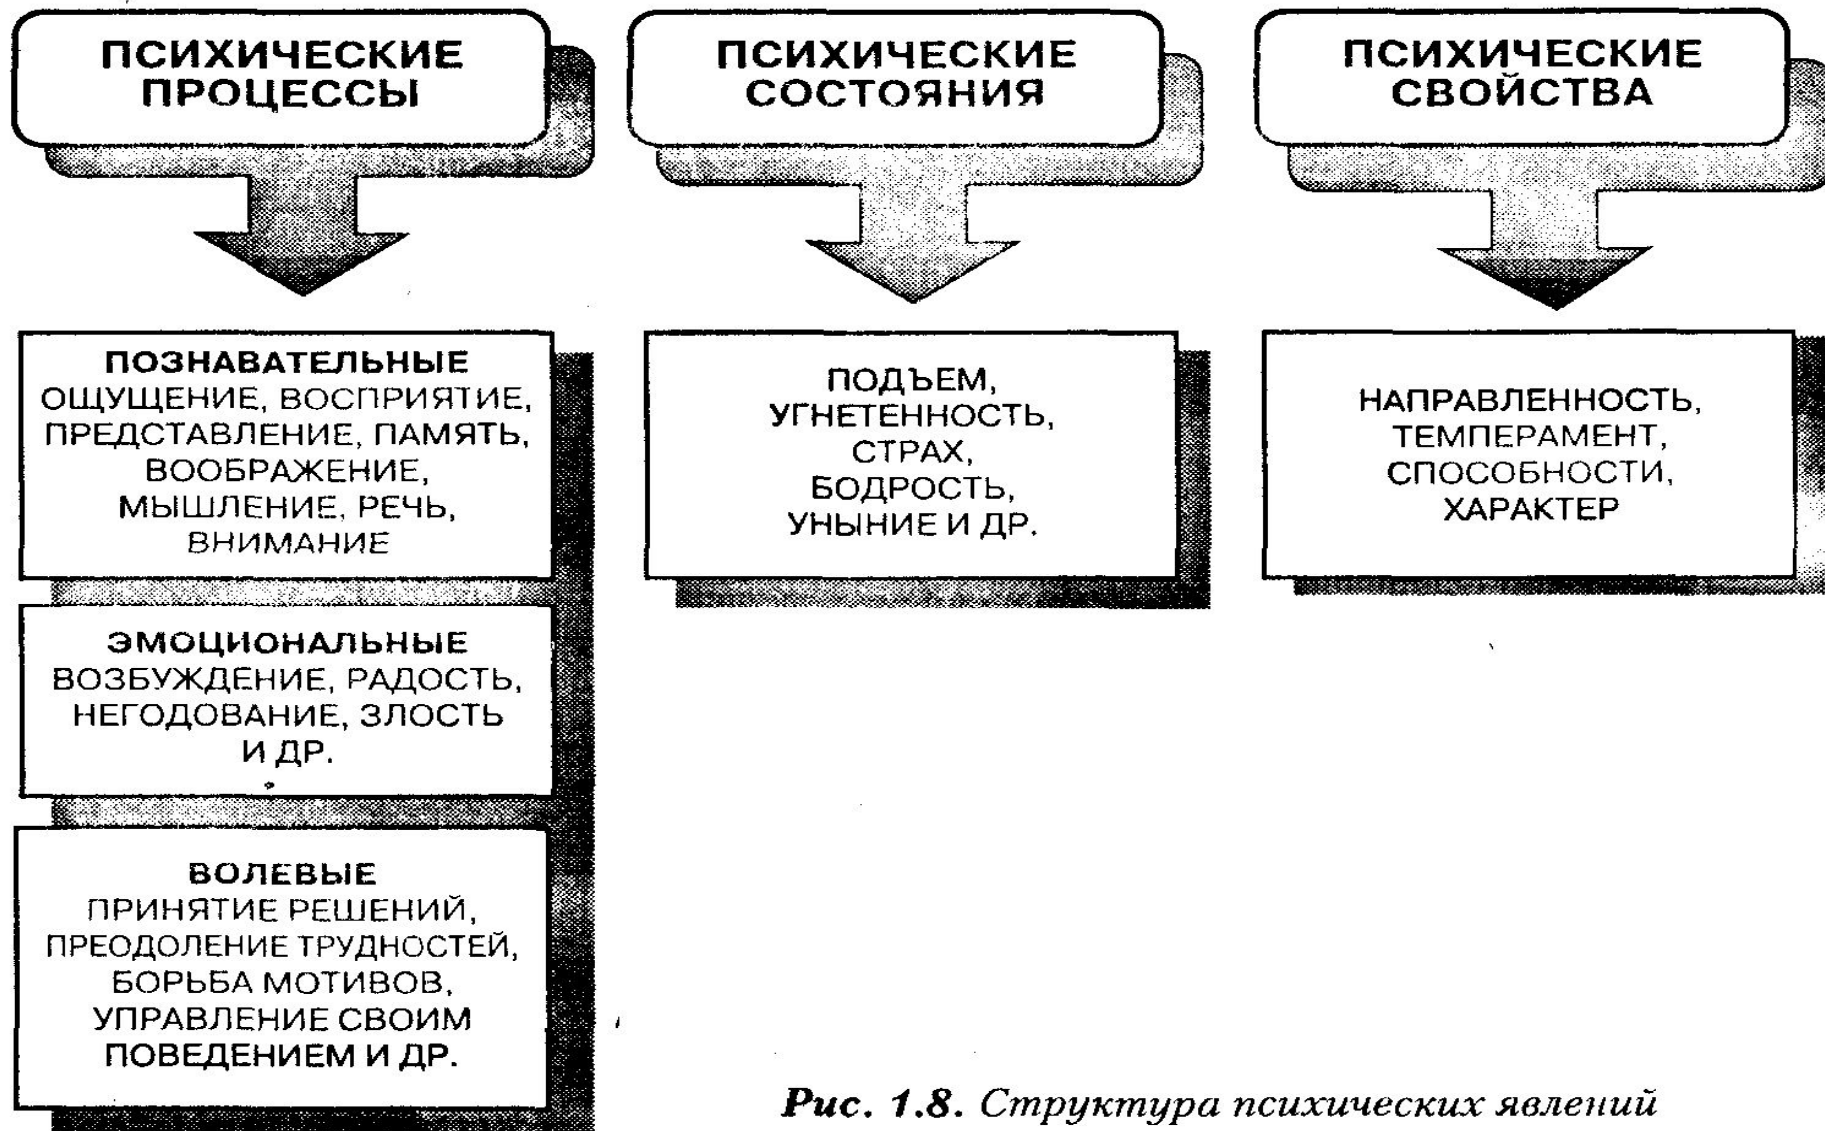 ПСИХИЧЕСКИЕ
ПРОЦЕССЫ
ПОЗНАВАТЕЛЬНЫЕ
ОЩУЩЕНИЕ, ВОСПРИЯТИЕ,
ПРЕДСТАВЛЕНИЕ, ПАМЯТЬ,
ВООБРАЖЕНИЕ,
МЫШЛЕНИЕ, РЕЧЬ,
ВНИМАНИЕ
ЭМОЦИОНАЛЬНЫЕ
ВОЗБУЖДЕНИЕ, РАДОСТЬ,
НЕГОДОВАНИЕ, ЗЛОСТЬ
И ДР.
ВОЛЕВЫЕ
ПРИНЯТИЕ РЕШЕНИЙ,
ПРЕОДОЛЕНИЕ ТРУДНОСТЕЙ,
БОРЬБА МОТИВОВ,
УПРАВЛЕНИЕ СВОИМ
ПОВЕДЕНИЕМ И ДР.
ПСИХИЧЕСКИЕ
СОСТОЯНИЯ
ПОДЪЕМ,
УГНЕТЕННОСТЬ,
СТРАХ,
БОДРОСТЬ,
УНЫНИЕ И ДР.
ПСИХИЧЕСКИЕ
СВОЙСТВА
НАПРАВЛЕННОСТЬ,
ТЕМПЕРАМЕНТ,
СПОСОБНОСТИ,
ХАРАКТЕР
Рис. 1.8. Структура психических явлений